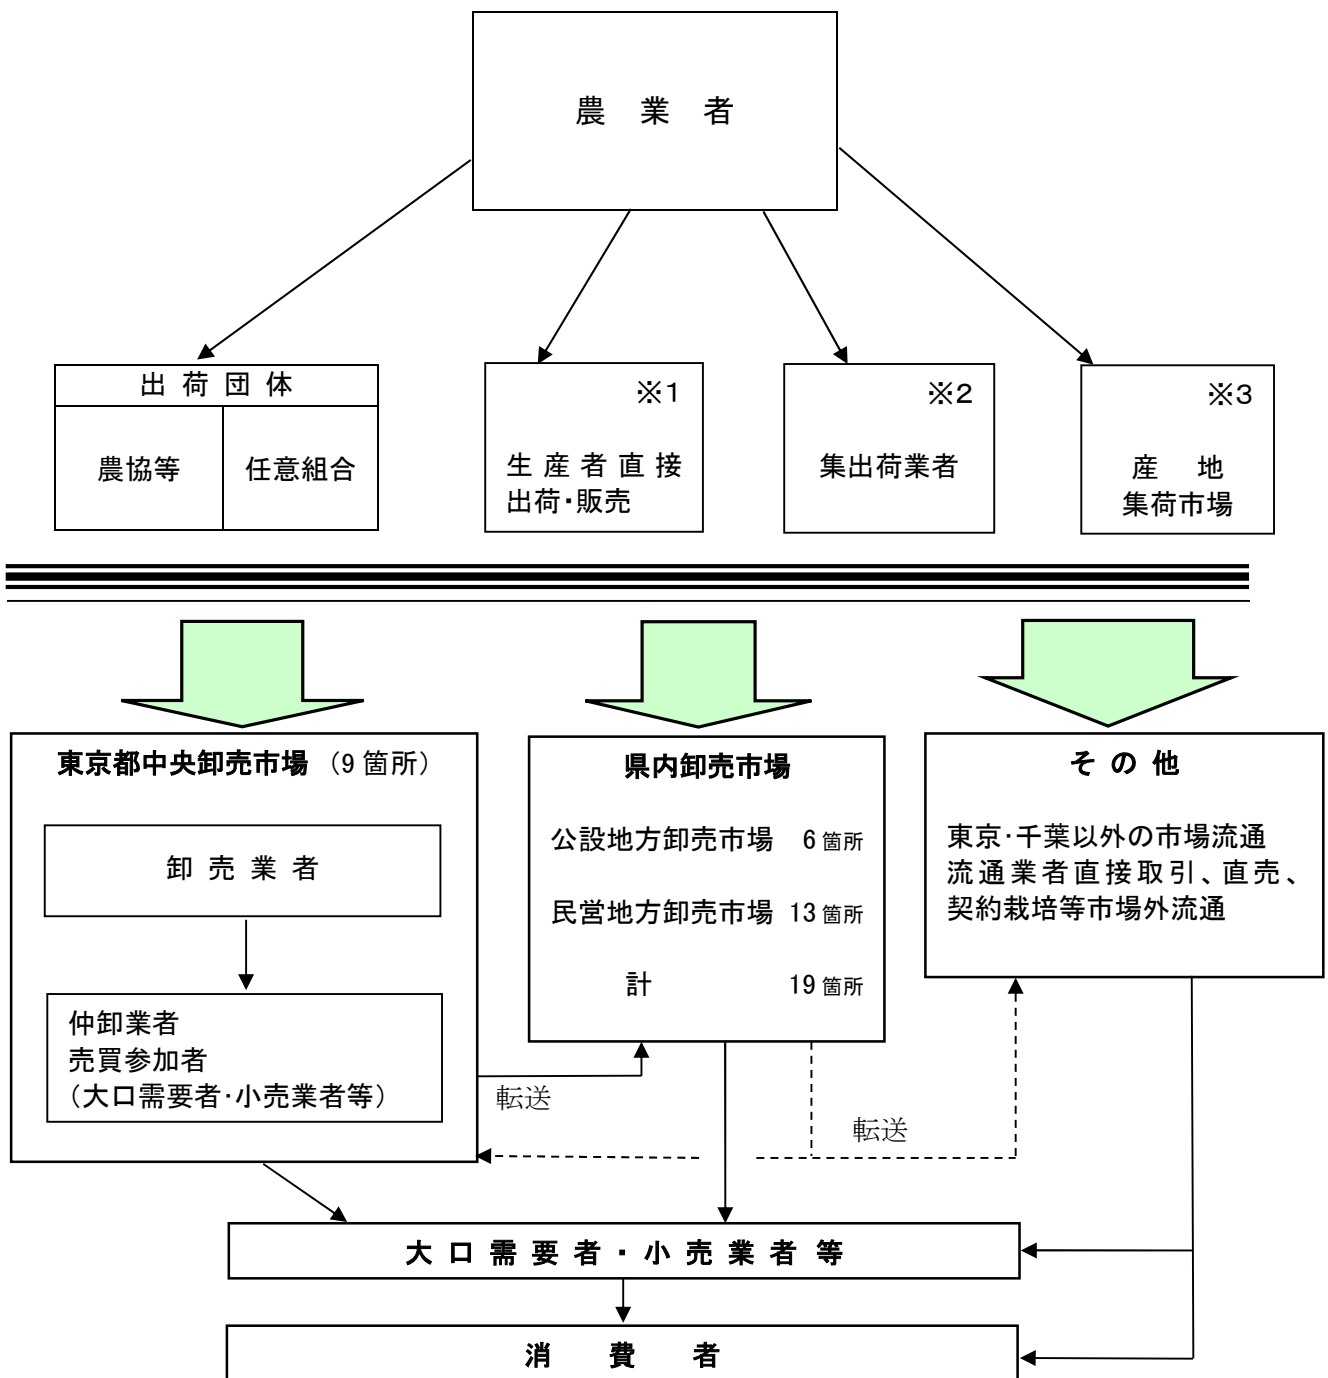 農業者
出荷団体
農協等 任意組合
※1
生産者直接
出荷・販売
※2
集出荷業者
※3
産地
集荷市場
東京都中央卸売市場（9箇所）
卸売業者
仲卸業者
売買参加者
（大口需要者・小売業者等）
県内卸売市場
公設地方卸売市場 6箇所
民営地方卸売市場 13箇所
計 19箇所
その他
東京・千葉以外の市場流通
流通業者直接取引、直売、
契約栽培等市場外流通
転送
転送
大口需要者・小売業者等
消費者